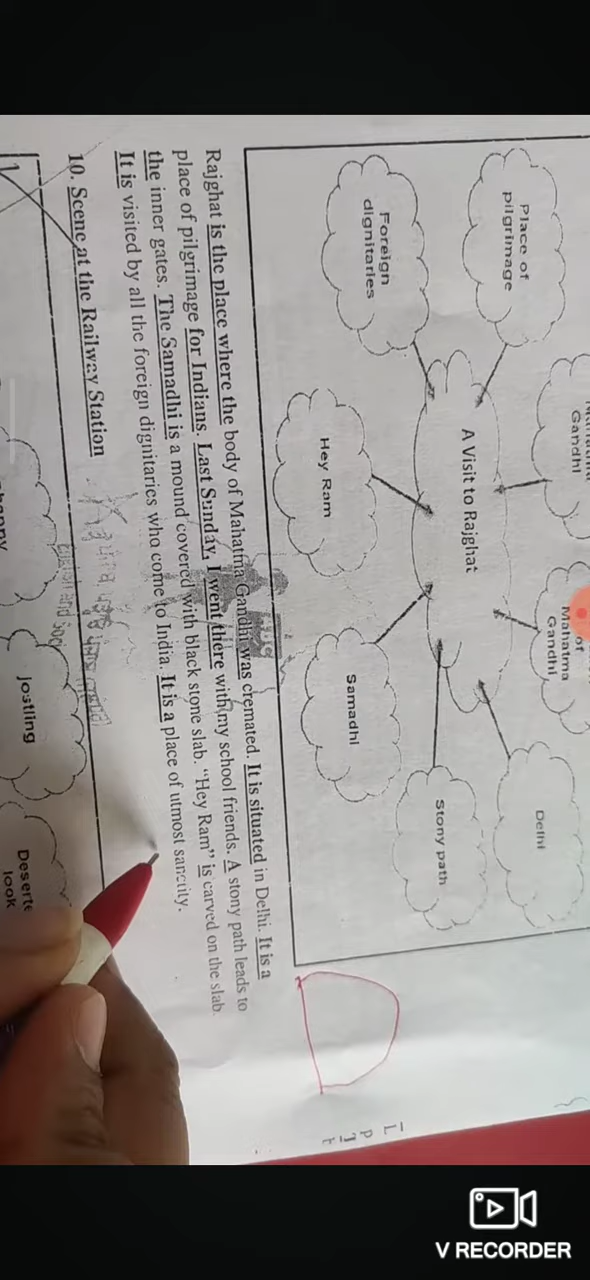 Gandhi
of
Mahatma
Gandhi
Delhi
Place of
pilgrimage
A Visit to Rajghat
Stony path
Foreign
dignitaries
Hey Ram
Samadhi
Rajghat is the place where the body of Mahatma Gandhi was cremated. It is situated in Delhi. It is a
place of pilgrimage for Indians. Last Sunday, I went there with my school friends. A stony path leads to
the inner gates. The Samadhi is a mound covered with black stone slab. "Hey Ram" is carved on the slab.
It is visited by all the foreign dignitaries who come to India. It is a place of utmost sanctity.
10. Scene at the Railway Station
Jostling
look
V RECORDER